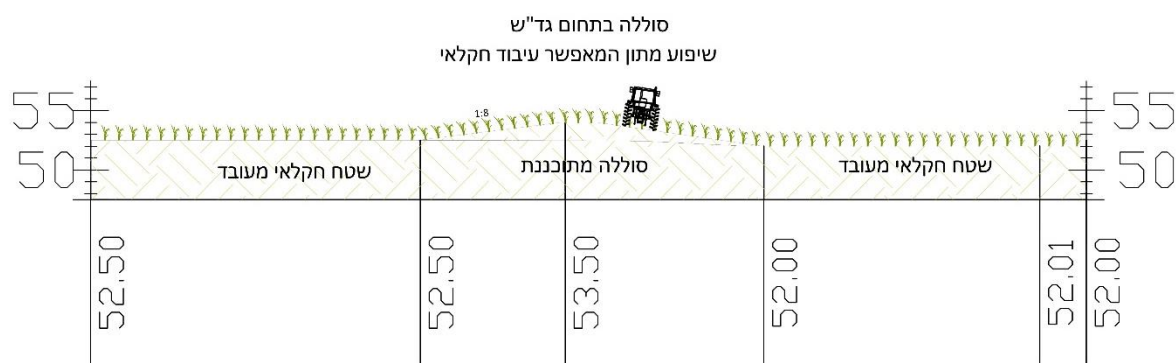 סוללה בתחום גד"ש
שיפוע מתון המאפשר עיבוד חקלאי
55
55
1:8
50
שטח חקלאי מעובד
סוללה מתוכננת
שטח חקלאי מעובד
50
52.50
52.50
53.50
52.00
52.01
52.00